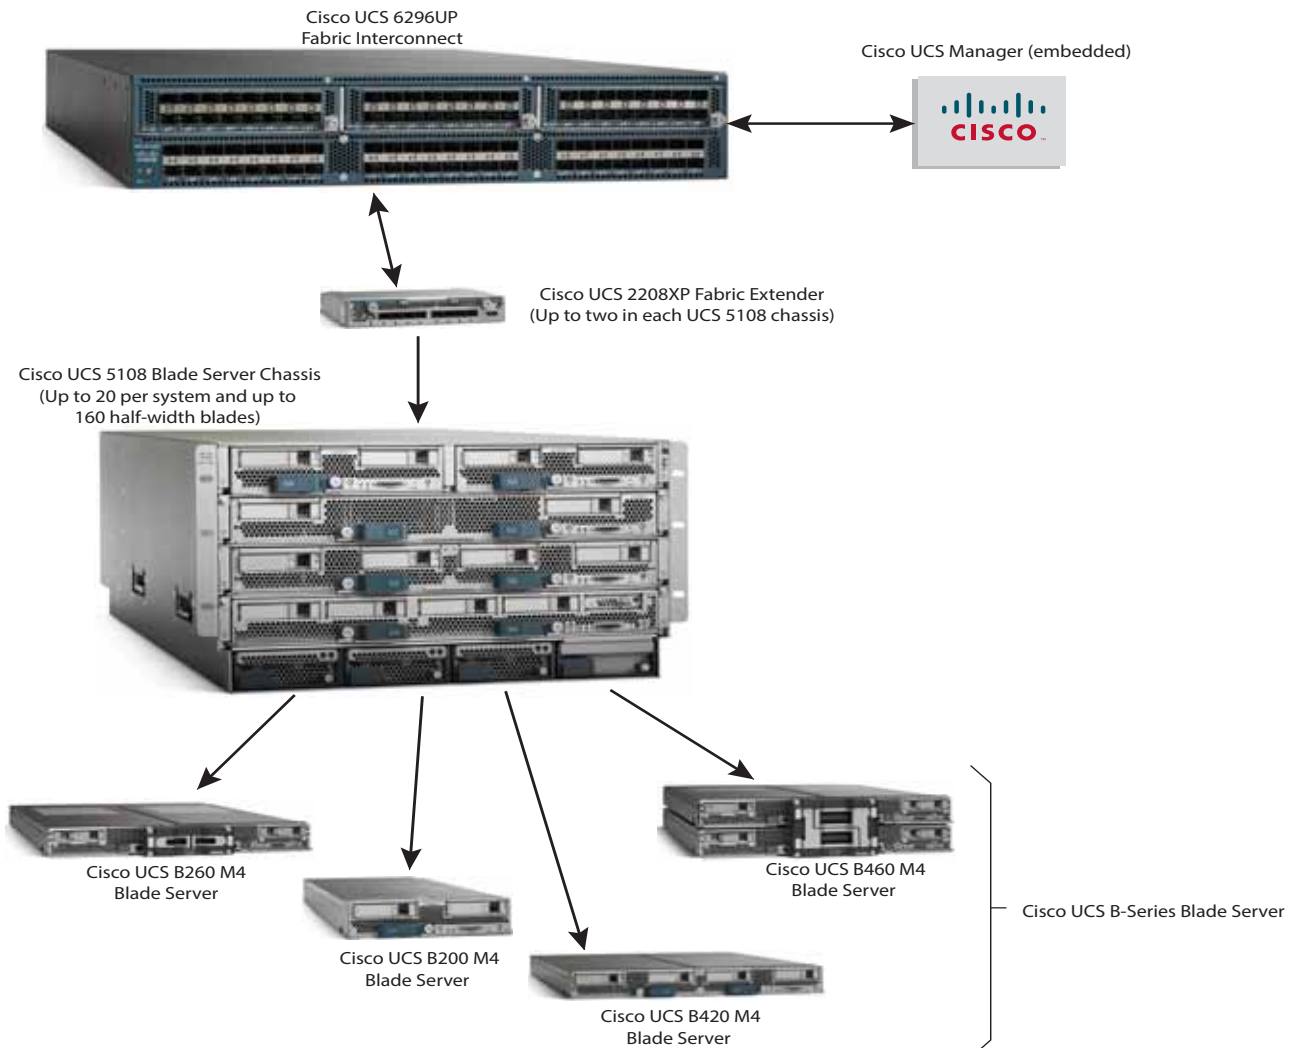 Cisco UCS 6296UP
Fabric Interconnect
Cisco UCS Manager (embedded)
CISCO
Cisco UCS 2208XP Fabric Extender
(Up to two in each UCS 5108 chassis)
Cisco UCS 5108 Blade Server Chassis
(Up to 20 per system and up to
160 half-width blades)
Cisco UCS B260 M4
Blade Server
Cisco UCS B460 M4
Blade Server
Cisco UCS B-Series Blade Server
Cisco UCS B200 M4
Blade Server
Cisco UCS B420 M4
Blade Server